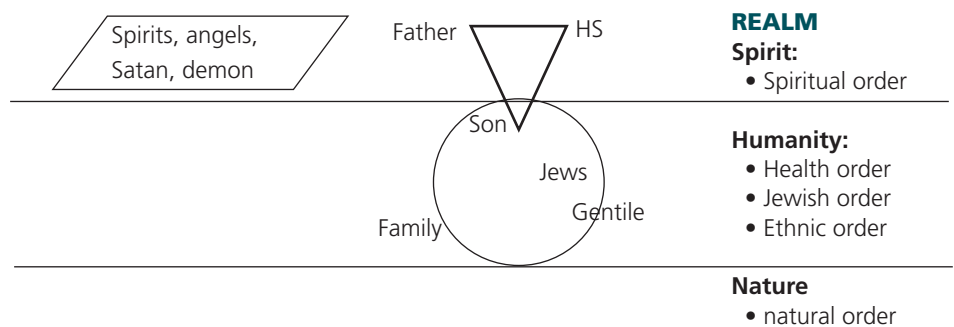 Spirits, angels,
Satan, demon
Father
HS
Son
Jews
Gentile
Family
REALM
Spirit:
• Spiritual order
Humanity:
• Health order
• Jewish order
• Ethnic order
Nature
• natural order